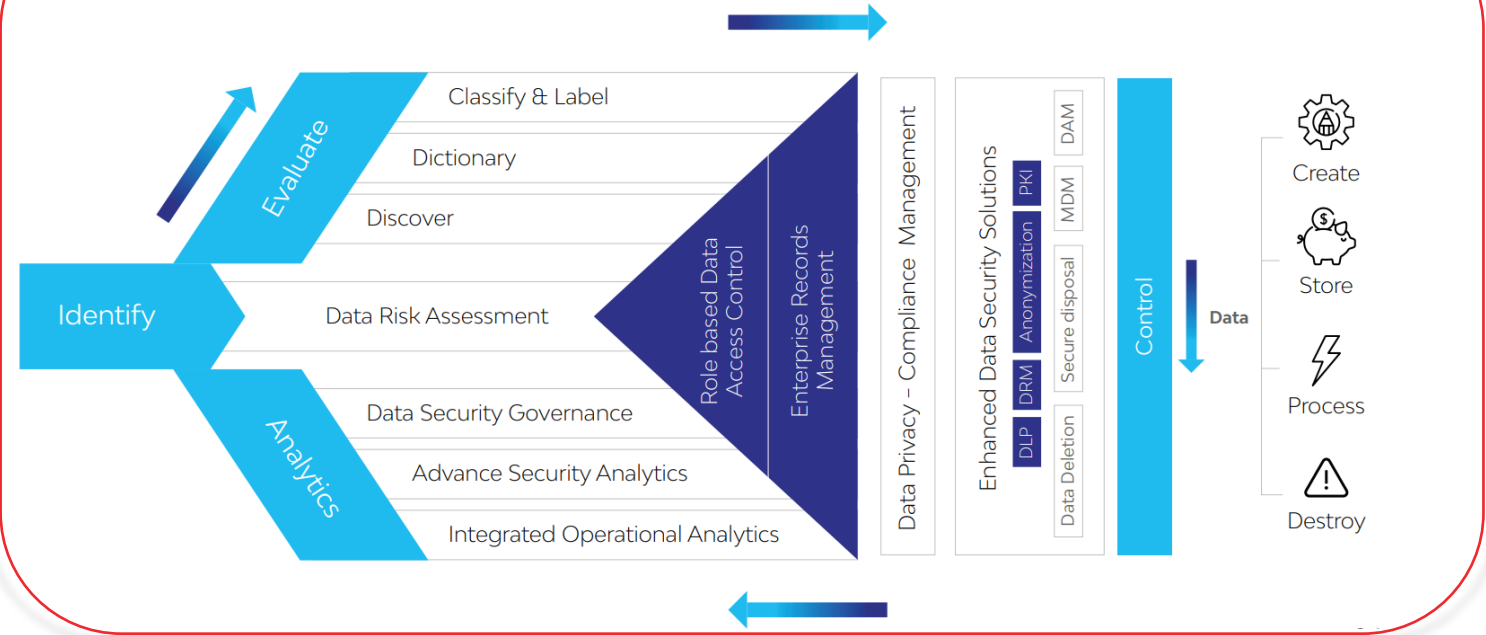 Identify
Evaluate
Analytics
Classify & Label
Dictionary
Discover
Data Risk Assessment
Data Security Governance
Advance Security Analytics
Integrated Operational Analytics
Role based Data
Access Control
Enterprise Records
Management
Data Privacy – Compliance Management
Enhanced Data Security Solutions
PKI
Anonymization
DRM
DLP
DAM
MDM
Secure disposal
Data Deletion
Control
Data
Create
Store
Process
Destroy